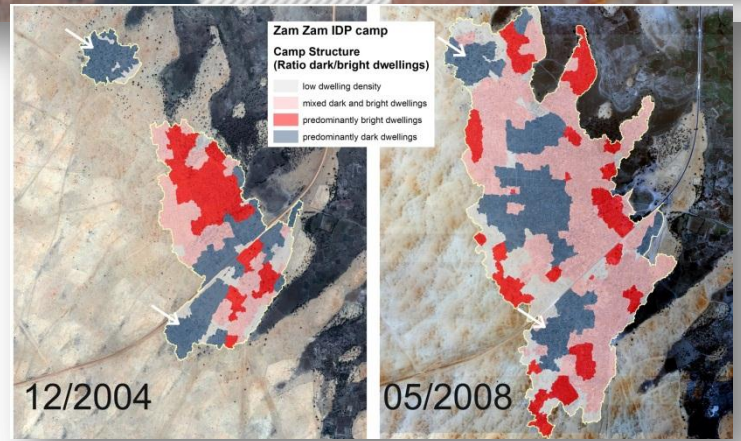 Zam Zam IDP camp
Camp Structure
(Ratio dark/bright dwellings)
low dwelling density
mixed dark and bright dwellings
predominantly bright dwellings
predominantly dark dwellings
12/2004
05/2008